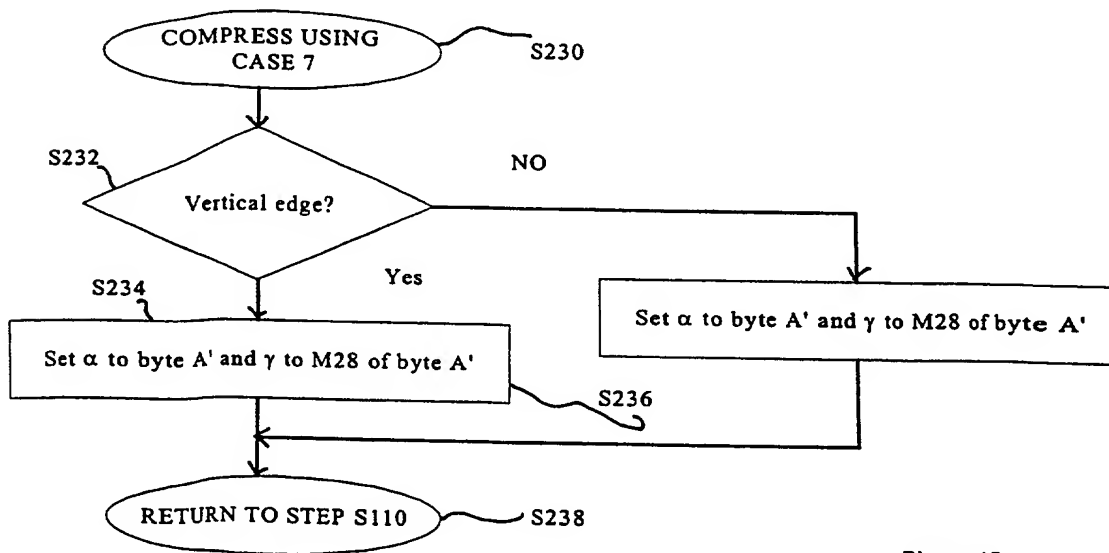 COMPRESS USING
CASE 7
S230
S232
NO
Vertical edge?
Yes
S234
Set α to byte A' and γ to M28 of byte A'
Set α to byte A' and γ to M28 of byte A'
S236
RETURN TO STEP S110
S238